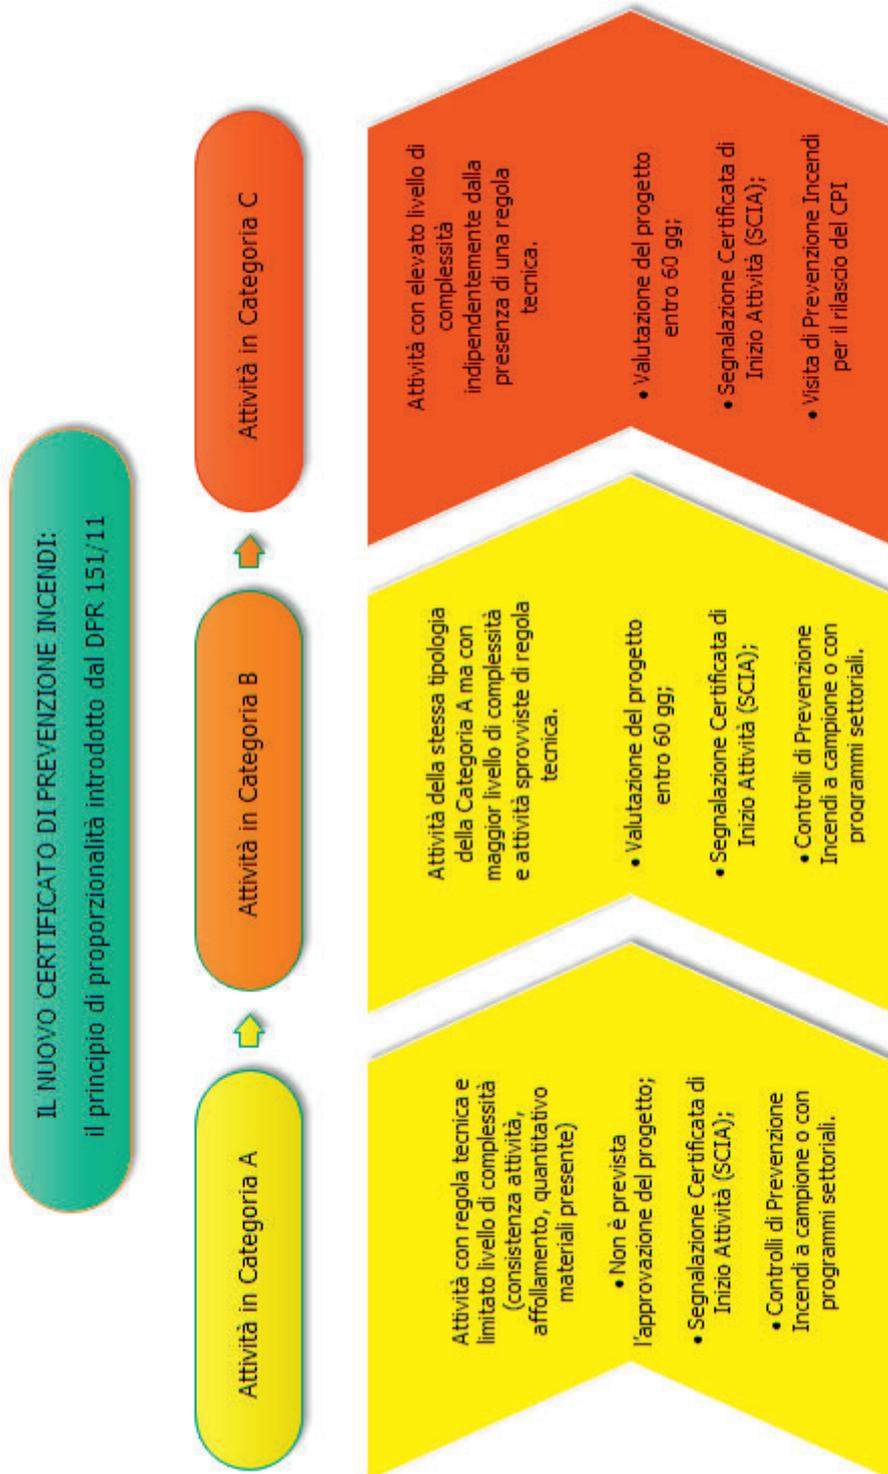 IL NUOVO CERTIFICATO DI PREVENZIONE INCENDI:
il principio di proporzionalità introdotto dal DPR 151/11
Attività in Categoria A
Attività in Categoria B
Attività in Categoria C
Attività con regola tecnica e
limitato livello di complessità
(consistenza attività,
affollamento, quantitativo
materiali presente)
• Non è prevista
l'approvazione del progetto;
• Segnalazione Certificata di
Inizio Attività (SCIA);
• Controlli di Prevenzione
Incendi a campione o con
programmi settoriali.
Attività della stessa tipologia
della Categoria A ma con
maggior livello di complessità
e attività sprovviste di regola
tecnica.
• Valutazione del progetto
entro 60 gg;
• Segnalazione Certificata di
Inizio Attività (SCIA);
• Controlli di Prevenzione
Incendi a campione o con
programmi settoriali.
Attività con elevato livello di
complessità
indipendentemente dalla
presenza di una regola
tecnica.
• Valutazione del progetto
entro 60 gg;
• Segnalazione Certificata di
Inizio Attività (SCIA);
• Visita di Prevenzione Incendi
per il rilascio del CPI